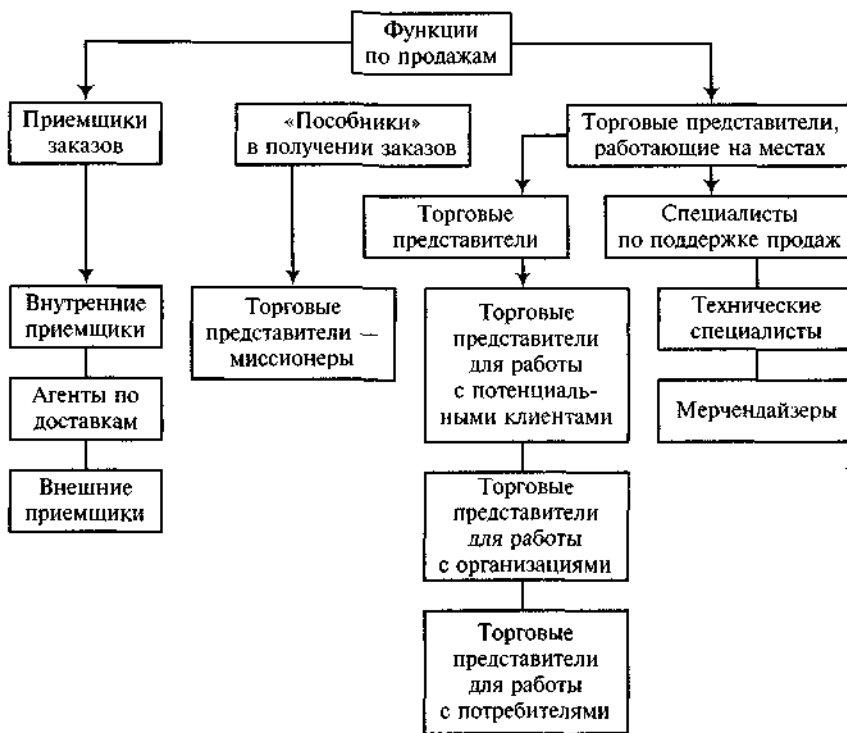 Функции
по продажам
Приемщики
заказов
«Пособники»
в получении заказов
Торговые представители,
работающие на местах
Торговые
представители
Специалисты
по поддержке продаж
Внутренние
приемщики
Торговые
представители —
миссионеры
Торговые
представители
для работы
с потенциаль-
ными клиентами
Технические
специалисты
Агенты по
доставкам
Мерчендайзеры
Внешние
приемщики
Торговые
представители
для работы
с организациями
Торговые
представители
для работы
с потребителями